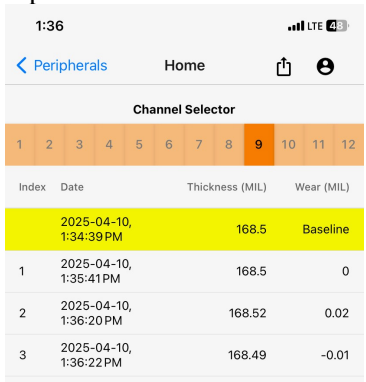 1:36 LTE 48
Peripherals Home
Channel Selector
1 2 3 4 5 6 7 8 9 10 11 12
Index Date Thickness (MIL) Wear (MIL)
2025-04-10,
1:34:39 PM 168.5 Baseline
1 2025-04-10,
1:35:41 PM 168.5 0
2 2025-04-10,
1:36:20 PM 168.52 0.02
3 2025-04-10,
1:36:22 PM 168.49 -0.01